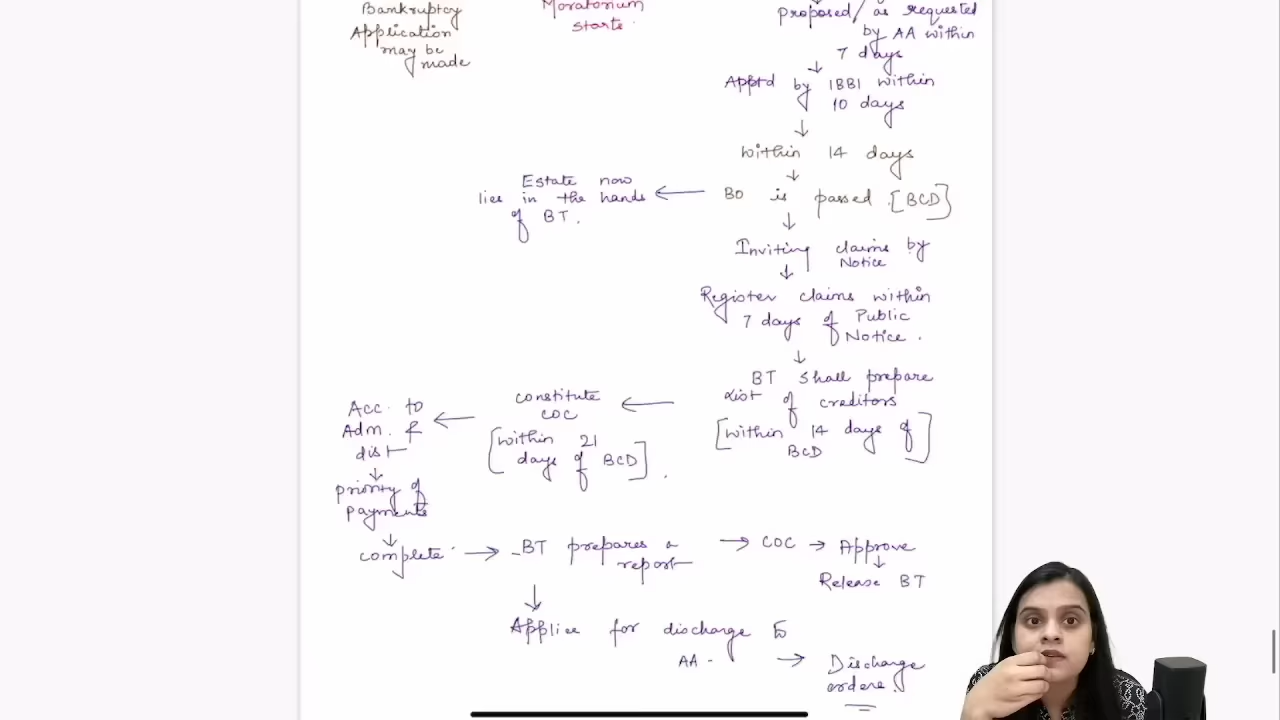 Bankruptcy
Application
may be
made
Moratorium
starts.
proposed/ as requested
by AA within
7 days
↓
Apptd by IBBI within
10 days
↓
within 14 days
↓
BO is passed [BCD]
← Estate now
lies in the hands
of BT.
↓
Inviting claims by
Notice
↓
Register claims within
7 days of Public
Notice.
↓
BT shall prepare
List of creditors
[within 14 days of
BCD]
←
constitute
COC
[within 21
days of BCD].
←
Acc. to
Adm. &
dist
↓
priority of
payments
↓
complete →
BT prepares a
report
→ COC → Approve
↓
Release BT
↓
Applies for discharge to
AA - →
Discharge
orders.